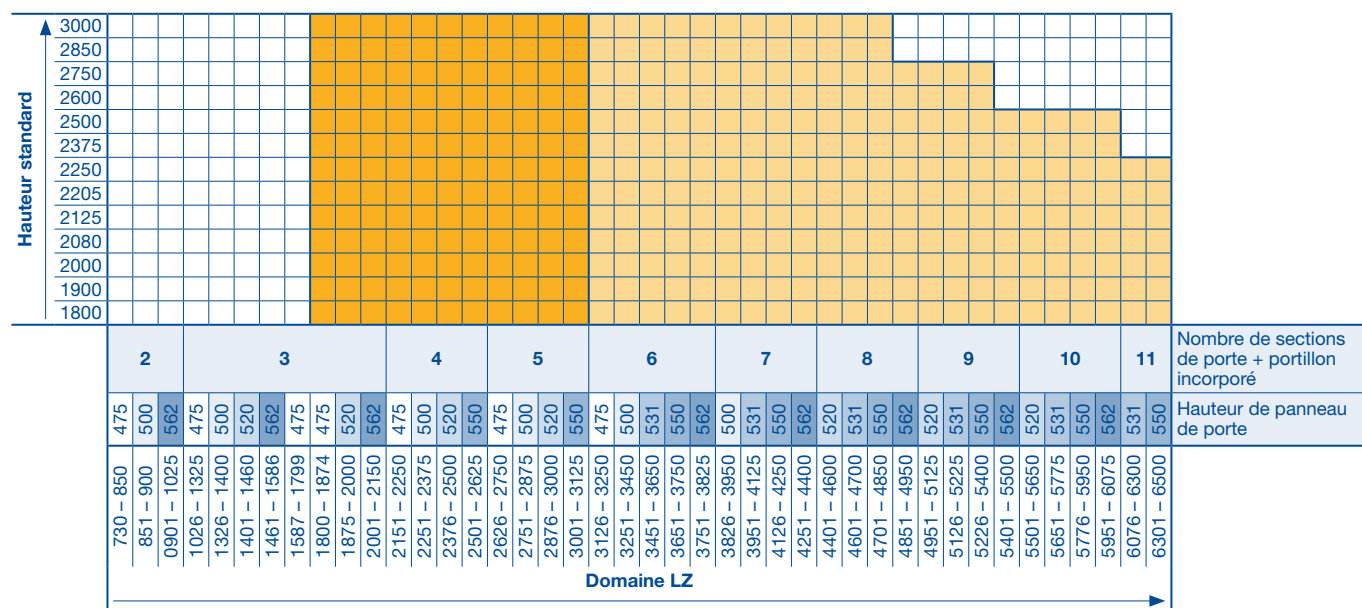 Hauteur standard
3000
2850
2750
2600
2500
2375
2250
2205
2125
2080
2000
1900
1800
2 3 4 5 6 7 8 9 10 11
Nombre de sections
de porte + portillon
incorporé
475 500 562 475 500 520 562 475 475 520 562 475 500 520 550 475 500 520 550 475 500 531 550 562 500 531 550 562 520 531 550 562 520 531 550 562 520 531 550 562 531 550
Hauteur de panneau
de porte
730 – 850
851 – 900
0901 – 1025
1026 – 1325
1326 – 1400
1401 – 1460
1461 – 1586
1587 – 1799
1800 – 1874
1875 – 2000
2001 – 2150
2151 – 2250
2251 – 2375
2376 – 2500
2501 – 2625
2626 – 2750
2751 – 2875
2876 – 3000
3001 – 3125
3126 – 3250
3251 – 3450
3451 – 3650
3651 – 3750
3751 – 3825
3826 – 3950
3951 – 4125
4126 – 4250
4251 – 4400
4401 – 4600
4601 – 4700
4701 – 4850
4851 – 4950
4951 – 5125
5126 – 5225
5226 – 5400
5401 – 5500
5501 – 5650
5651 – 5775
5776 – 5950
5951 – 6075
6076 – 6300
6301 – 6500
Domaine LZ